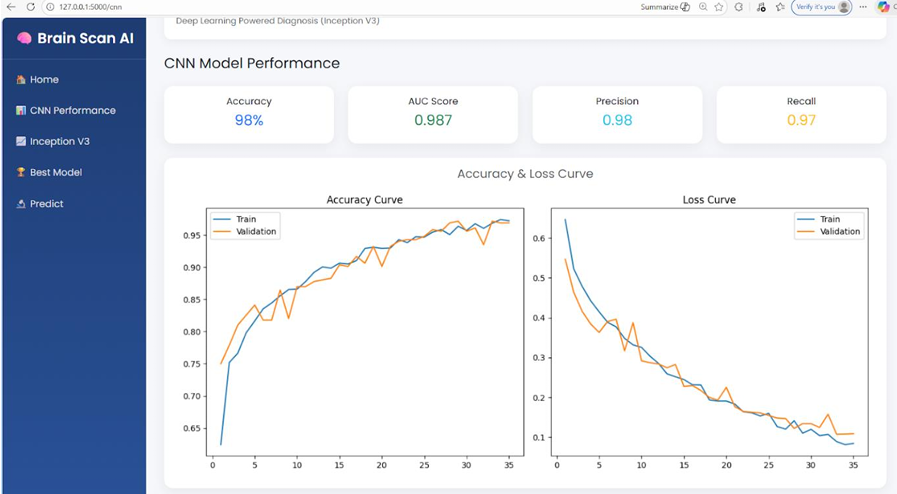 127.0.0.1:5000/cnn
Summarize
Verify it's you
Brain Scan AI
Home
CNN Performance
Inception V3
Best Model
Predict
Deep Learning Powered Diagnosis (Inception V3)
CNN Model Performance
Accuracy
98%
AUC Score
0.987
Precision
0.98
Recall
0.97
Accuracy & Loss Curve
Accuracy Curve
Train
Validation
0.95
0.90
0.85
0.80
0.75
0.70
0.65
0 5 10 15 20 25 30 35
Loss Curve
Train
Validation
0.6
0.5
0.4
0.3
0.2
0.1
0 5 10 15 20 25 30 35